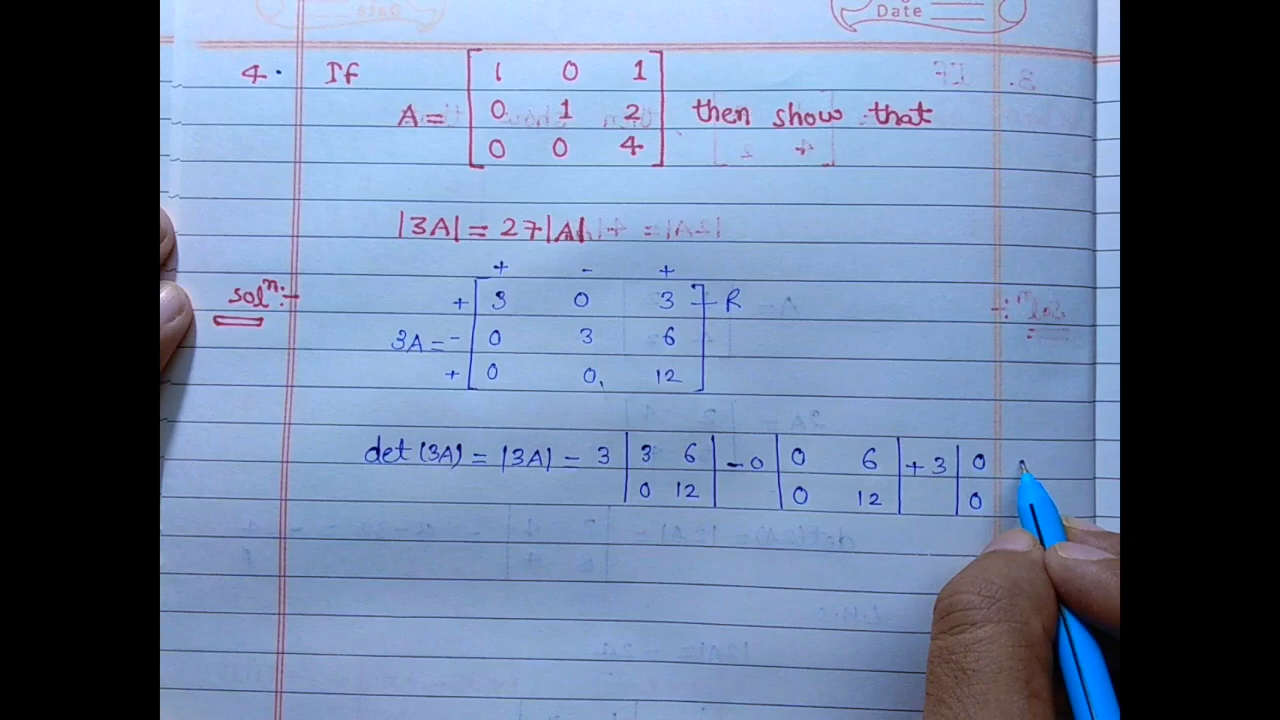 Date
4. If
A = [ 1 0 1
0 1 2
0 0 4 ] then show that
|3A| = 27|A|
+ - +
solⁿ:- + [ 3 0 3 ] R
3A = - 0 3 6
+ 0 0, 12
det (3A) = |3A| = 3 | 3 6 | - 0 | 0 6 | + 3 | 0
| 0 12 | | 0 12 | | 0